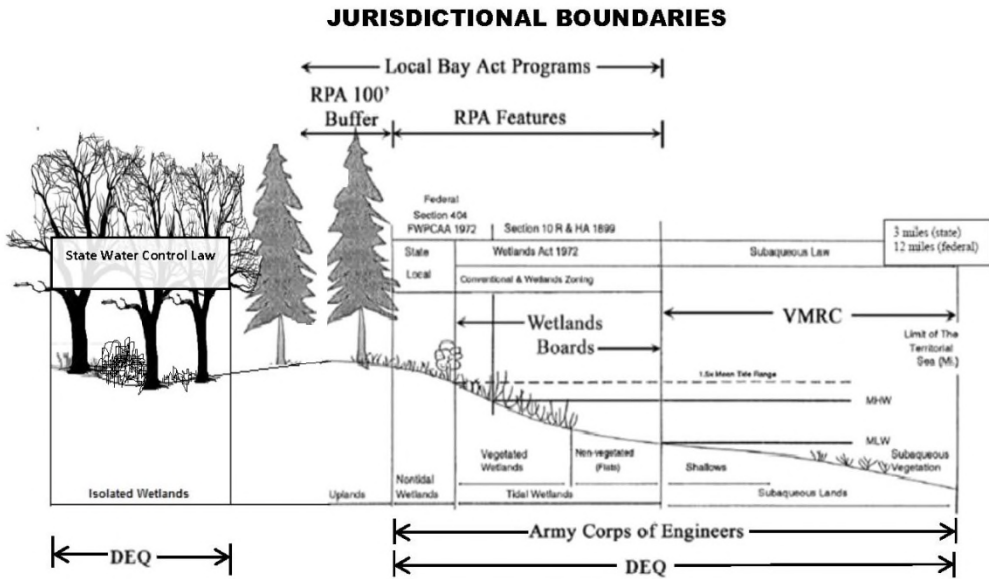 JURISDICTIONAL BOUNDARIES
Local Bay Act Programs
RPA 100'
Buffer
RPA Features
Federal
Section 404
FWPCAA 1972
Section 10 R & HA 1899
3 miles (state)
12 miles (federal)
State Water Control Law
State
Wetlands Act 1972
Subaqueous Law
Local
Conventional & Wetlands Zoning
Wetlands
Boards
VMRC
Limit of The
Territorial
Sea (Mi.)
1.5x Mean Tide Range
MHW
MLW
Vegetated
Wetlands
Non-vegetated
(Flats)
Shallows
Subaqueous
Vegetation
Isolated Wetlands
Uplands
Nontidal
Wetlands
Tidal Wetlands
Subaqueous Lands
Army Corps of Engineers
DEQ
DEQ